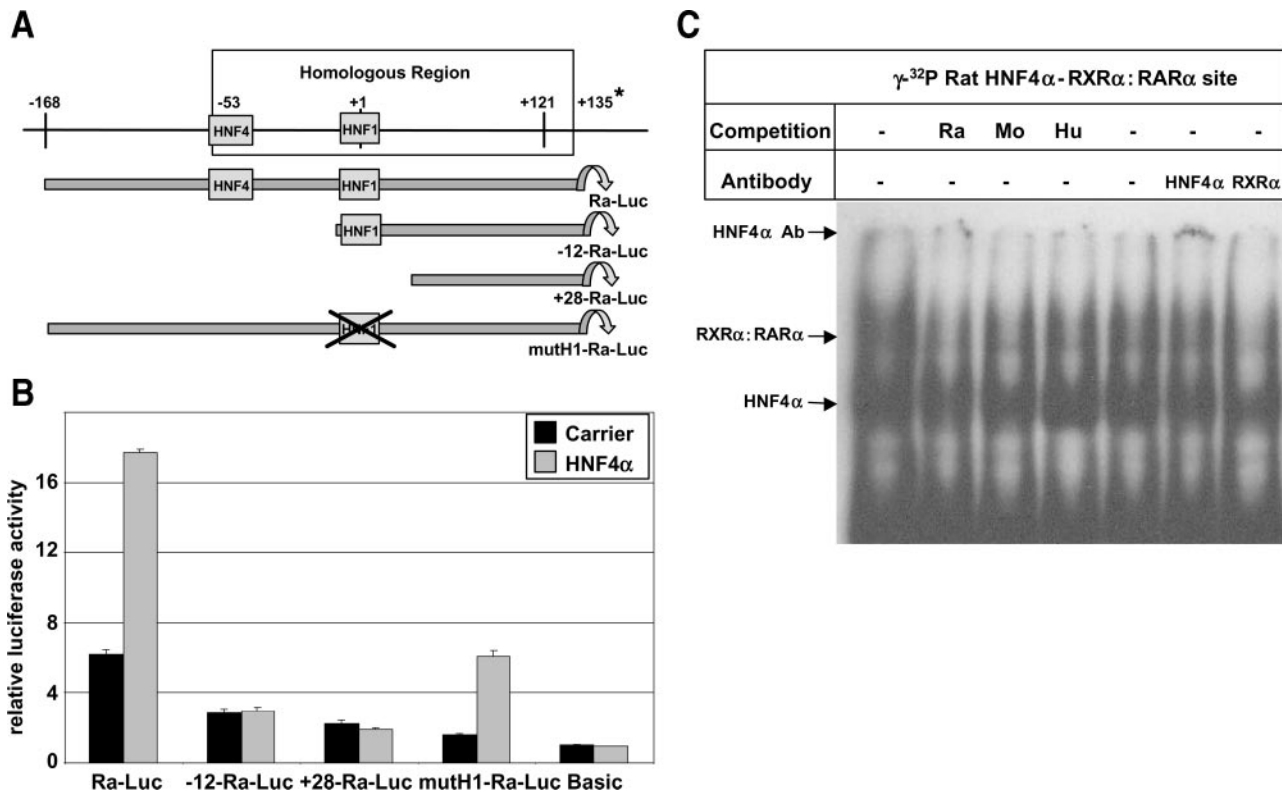 A
Homologous Region
-168
-53
+1
+121
+135*
HNF4
HNF1
HNF4
HNF1
Ra-Luc
HNF1
-12-Ra-Luc
+28-Ra-Luc
HNF1
mutH1-Ra-Luc
B
relative luciferase activity
16
12
8
4
0
Carrier
HNF4α
Ra-Luc -12-Ra-Luc +28-Ra-Luc mutH1-Ra-Luc Basic
C
γ-³²P Rat HNF4α-RXRα:RARα site
Competition - Ra Mo Hu - - -
Antibody - - - - - HNF4α RXRα
HNF4α Ab
RXRα:RARα
HNF4α